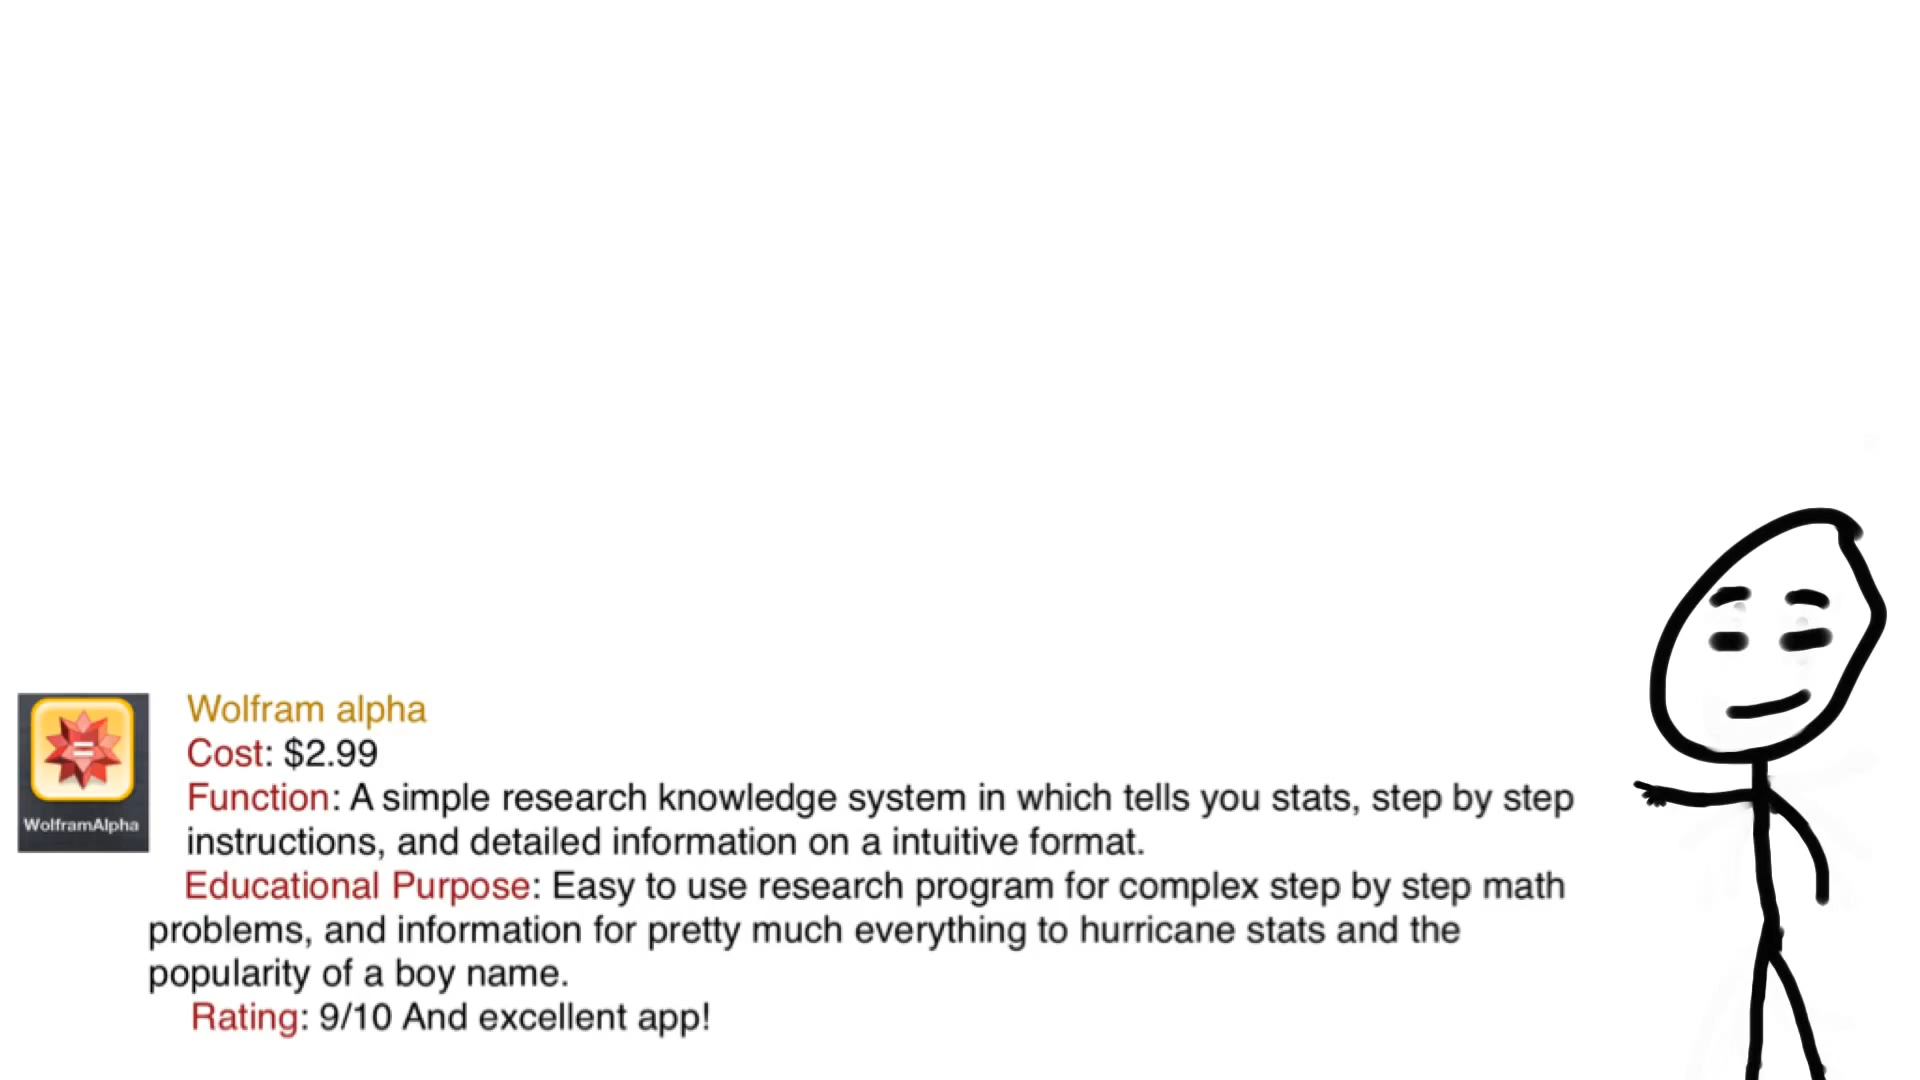 Wolfram alpha
Cost: $2.99
Function: A simple research knowledge system in which tells you stats, step by step
instructions, and detailed information on a intuitive format.
Educational Purpose: Easy to use research program for complex step by step math
problems, and information for pretty much everything to hurricane stats and the
popularity of a boy name.
Rating: 9/10 And excellent app!
=
WolframAlpha